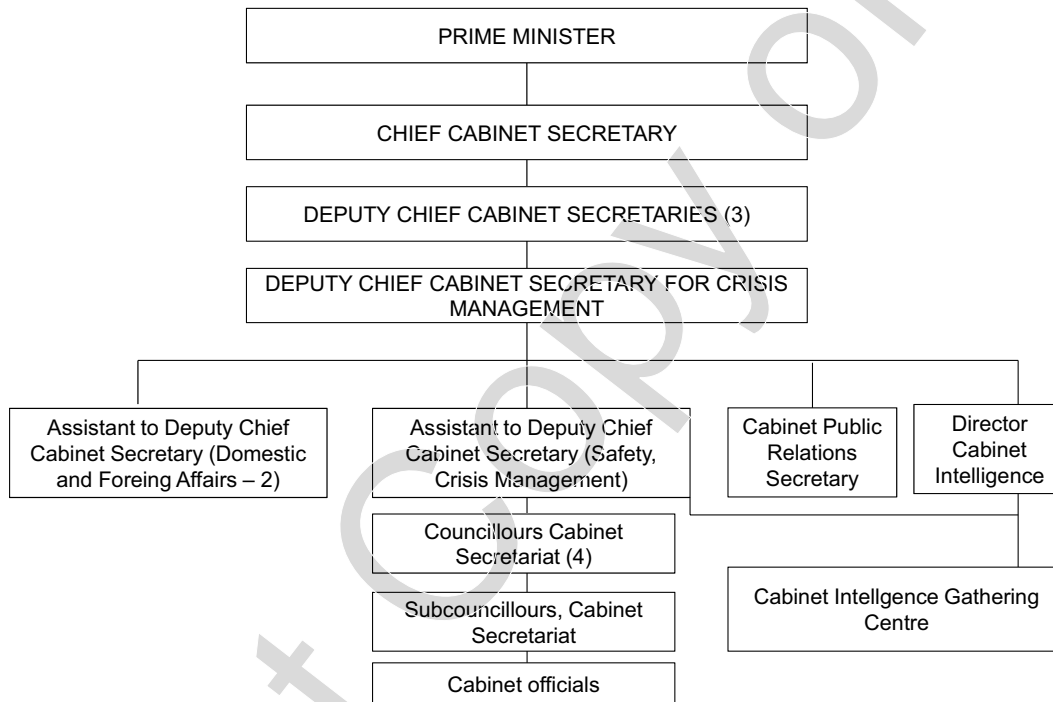 PRIME MINISTER
CHIEF CABINET SECRETARY
DEPUTY CHIEF CABINET SECRETARIES (3)
DEPUTY CHIEF CABINET SECRETARY FOR CRISIS
MANAGEMENT
Assistant to Deputy Chief
Cabinet Secretary (Domestic
and Foreing Affairs – 2)
Assistant to Deputy Chief
Cabinet Secretary (Safety,
Crisis Management)
Cabinet Public
Relations
Secretary
Director
Cabinet
Intelligence
Councillours Cabinet
Secretariat (4)
Subcouncillours, Cabinet
Secretariat
Cabinet officials
Cabinet Intellgence Gathering
Centre
Copy